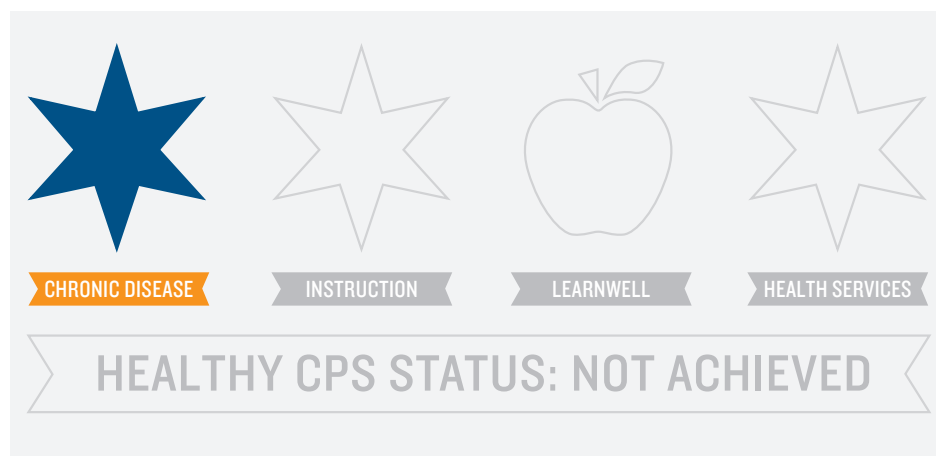 CHRONIC DISEASE
INSTRUCTION
LEARNWELL
HEALTH SERVICES
HEALTHY CPS STATUS: NOT ACHIEVED